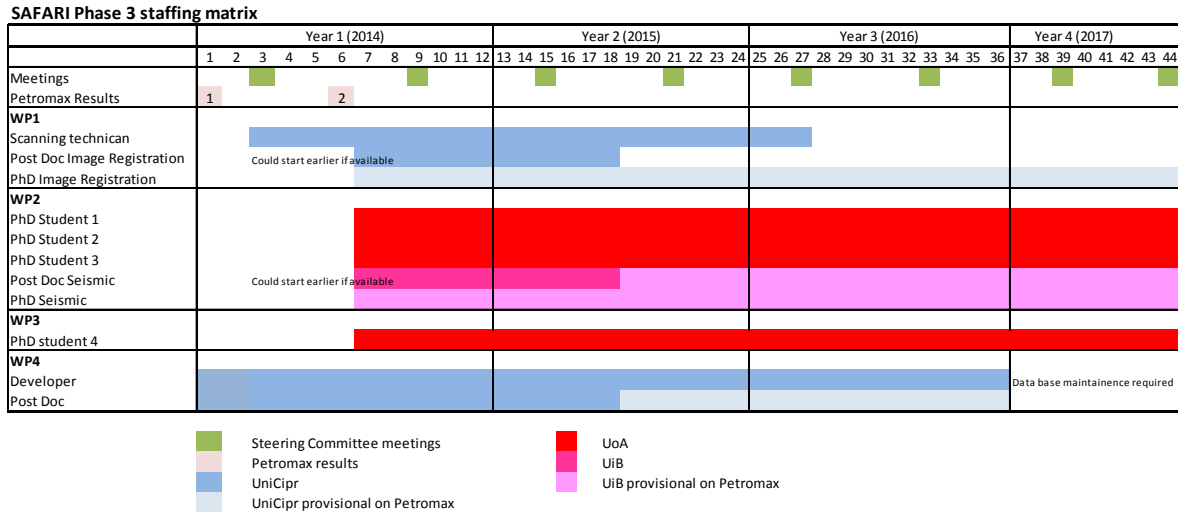 SAFARI Phase 3 staffing matrix
Year 1 (2014) Year 2 (2015) Year 3 (2016) Year 4 (2017)
1 2 3 4 5 6 7 8 9 10 11 12 13 14 15 16 17 18 19 20 21 22 23 24 25 26 27 28 29 30 31 32 33 34 35 36 37 38 39 40 41 42 43 44
Meetings
Petromax Results 1 2
WP1
Scanning technican
Post Doc Image Registration Could start earlier if available
PhD Image Registration
WP2
PhD Student 1
PhD Student 2
PhD Student 3
Post Doc Seismic Could start earlier if available
PhD Seismic
WP3
PhD student 4
WP4
Developer Data base maintainence required
Post Doc
Steering Committee meetings UoA
Petromax results UiB
UniCipr UiB provisional on Petromax
UniCipr provisional on Petromax